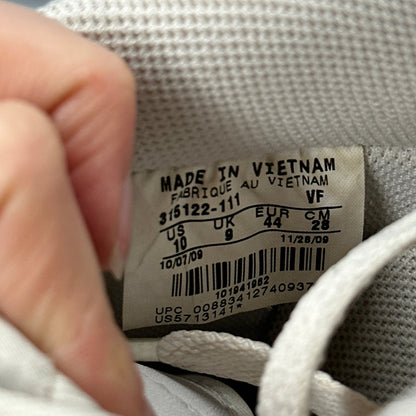 MADE IN VIETNAM
FABRIQUE AU VIETNAM
315122-111 VF
US UK EUR CM
10 9 44 28
10/07/09 11/28/09
101941982
UPC 00883412740937
US5713141*